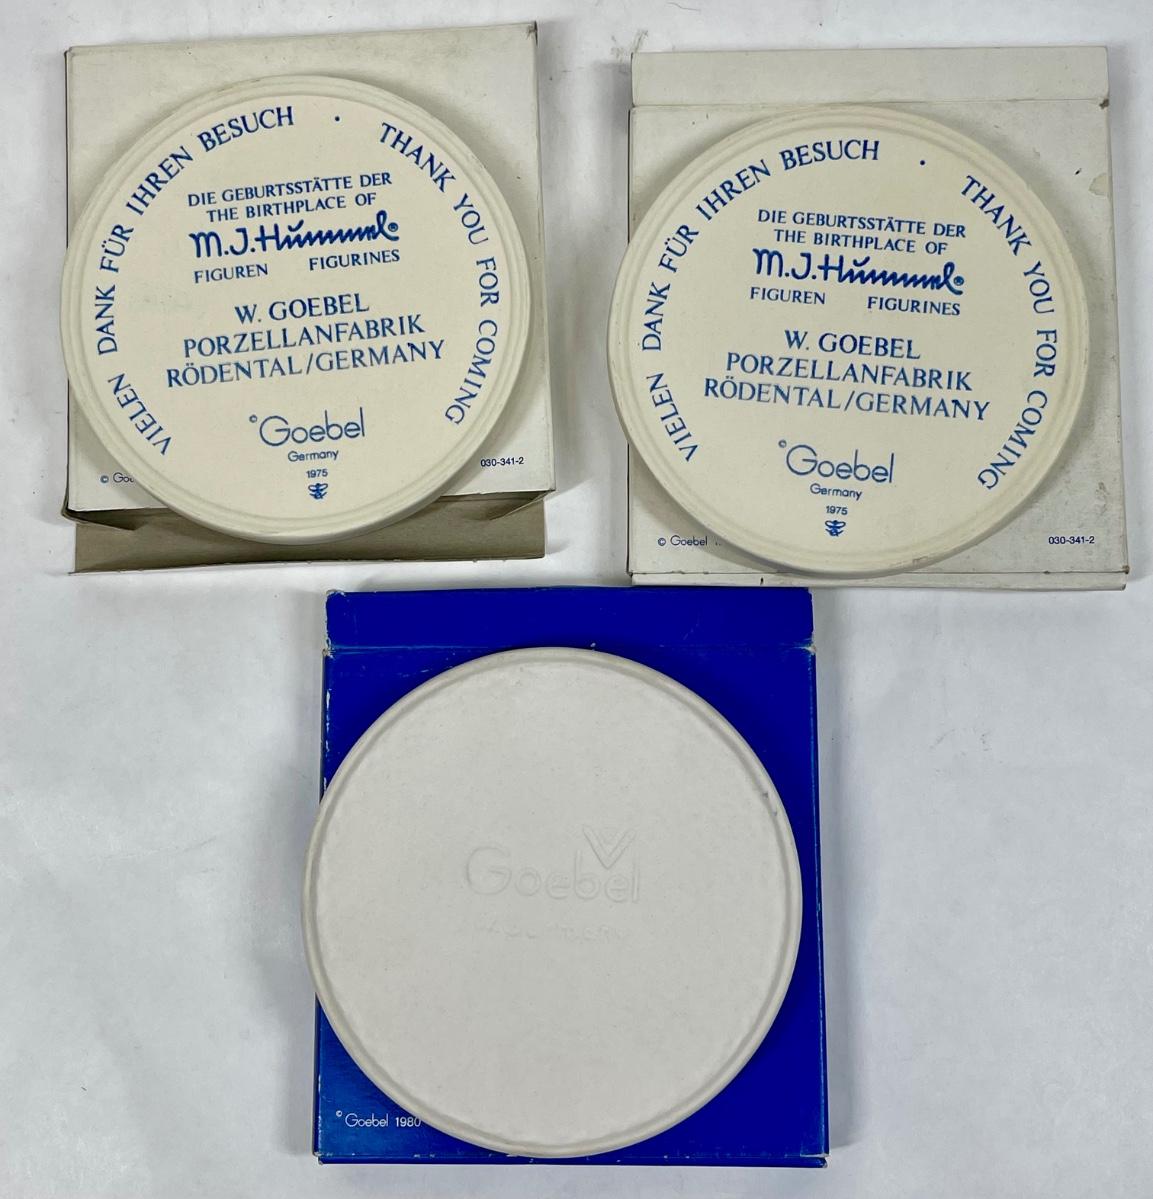 VIELEN DANK FÜR IHREN BESUCH · THANK YOU FOR COMING
DIE GEBURTSSTÄTTE DER
THE BIRTHPLACE OF
M.J.Hummel®
FIGUREN FIGURINES
W. GOEBEL
PORZELLANFABRIK
RÖDENTAL/GERMANY
©Goebel
Germany
1975
© Goe
030-341-2
VIELEN DANK FÜR IHREN BESUCH · THANK YOU FOR COMING
DIE GEBURTSSTÄTTE DER
THE BIRTHPLACE OF
M.J.Hummel®
FIGUREN FIGURINES
W. GOEBEL
PORZELLANFABRIK
RÖDENTAL/GERMANY
©Goebel
Germany
1975
© Goebel
030-341-2
Goebel
© Goebel 1980